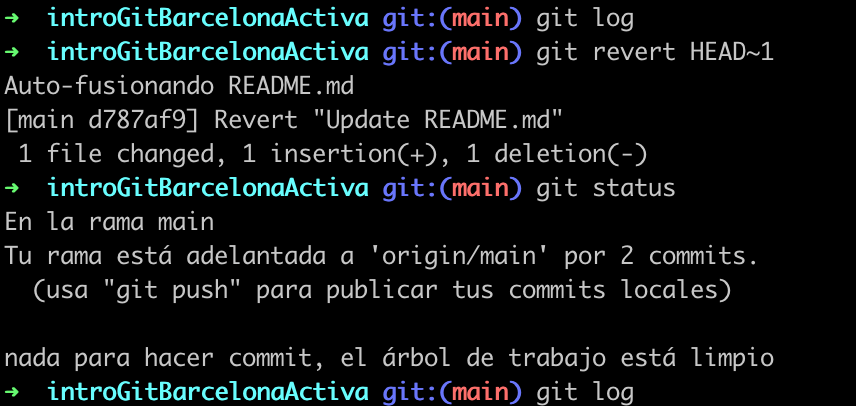 ➜  introGitBarcelonaActiva git:(main) git log
➜  introGitBarcelonaActiva git:(main) git revert HEAD~1
Auto-fusionando README.md
[main d787af9] Revert "Update README.md"
 1 file changed, 1 insertion(+), 1 deletion(-)
➜  introGitBarcelonaActiva git:(main) git status
En la rama main
Tu rama está adelantada a 'origin/main' por 2 commits.
  (usa "git push" para publicar tus commits locales)

nada para hacer commit, el árbol de trabajo está limpio
➜  introGitBarcelonaActiva git:(main) git log